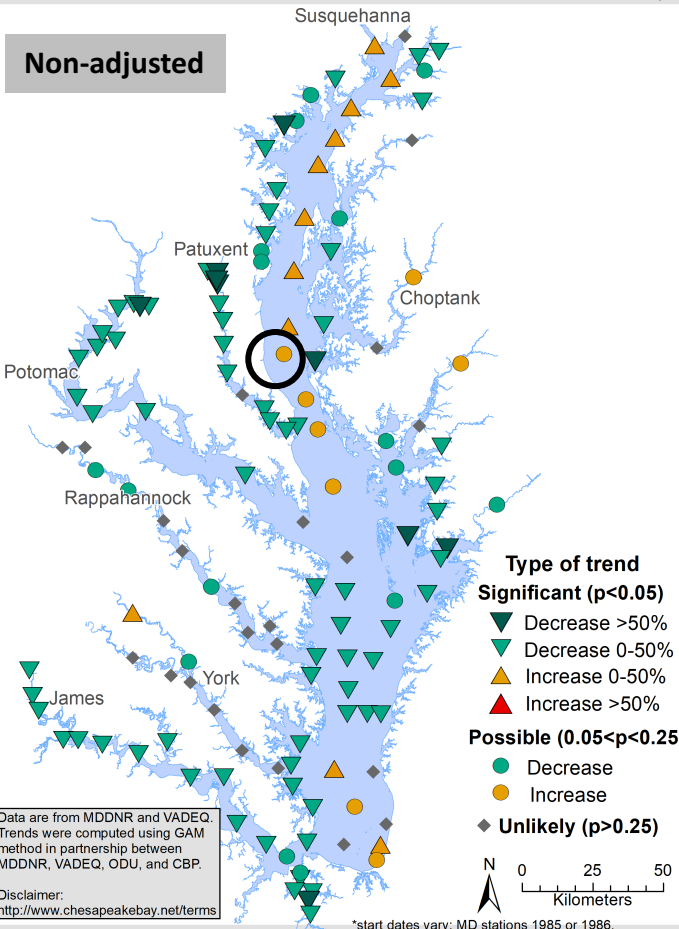 Susquehanna
Non-adjusted
Patuxent
Choptank
Potomac
Rappahannock
York
James
Type of trend
Significant (p<0.05)
Decrease >50%
Decrease 0-50%
Increase 0-50%
Increase >50%
Possible (0.05<p<0.25
Decrease
Increase
Unlikely (p>0.25)
N
0 25 50
Kilometers
Data are from MDDNR and VADEQ.
Trends were computed using GAM
method in partnership between
MDDNR, VADEQ, ODU, and CBP.
Disclaimer:
http://www.chesapeakebay.net/terms
*start dates vary: MD stations 1985 or 1986.